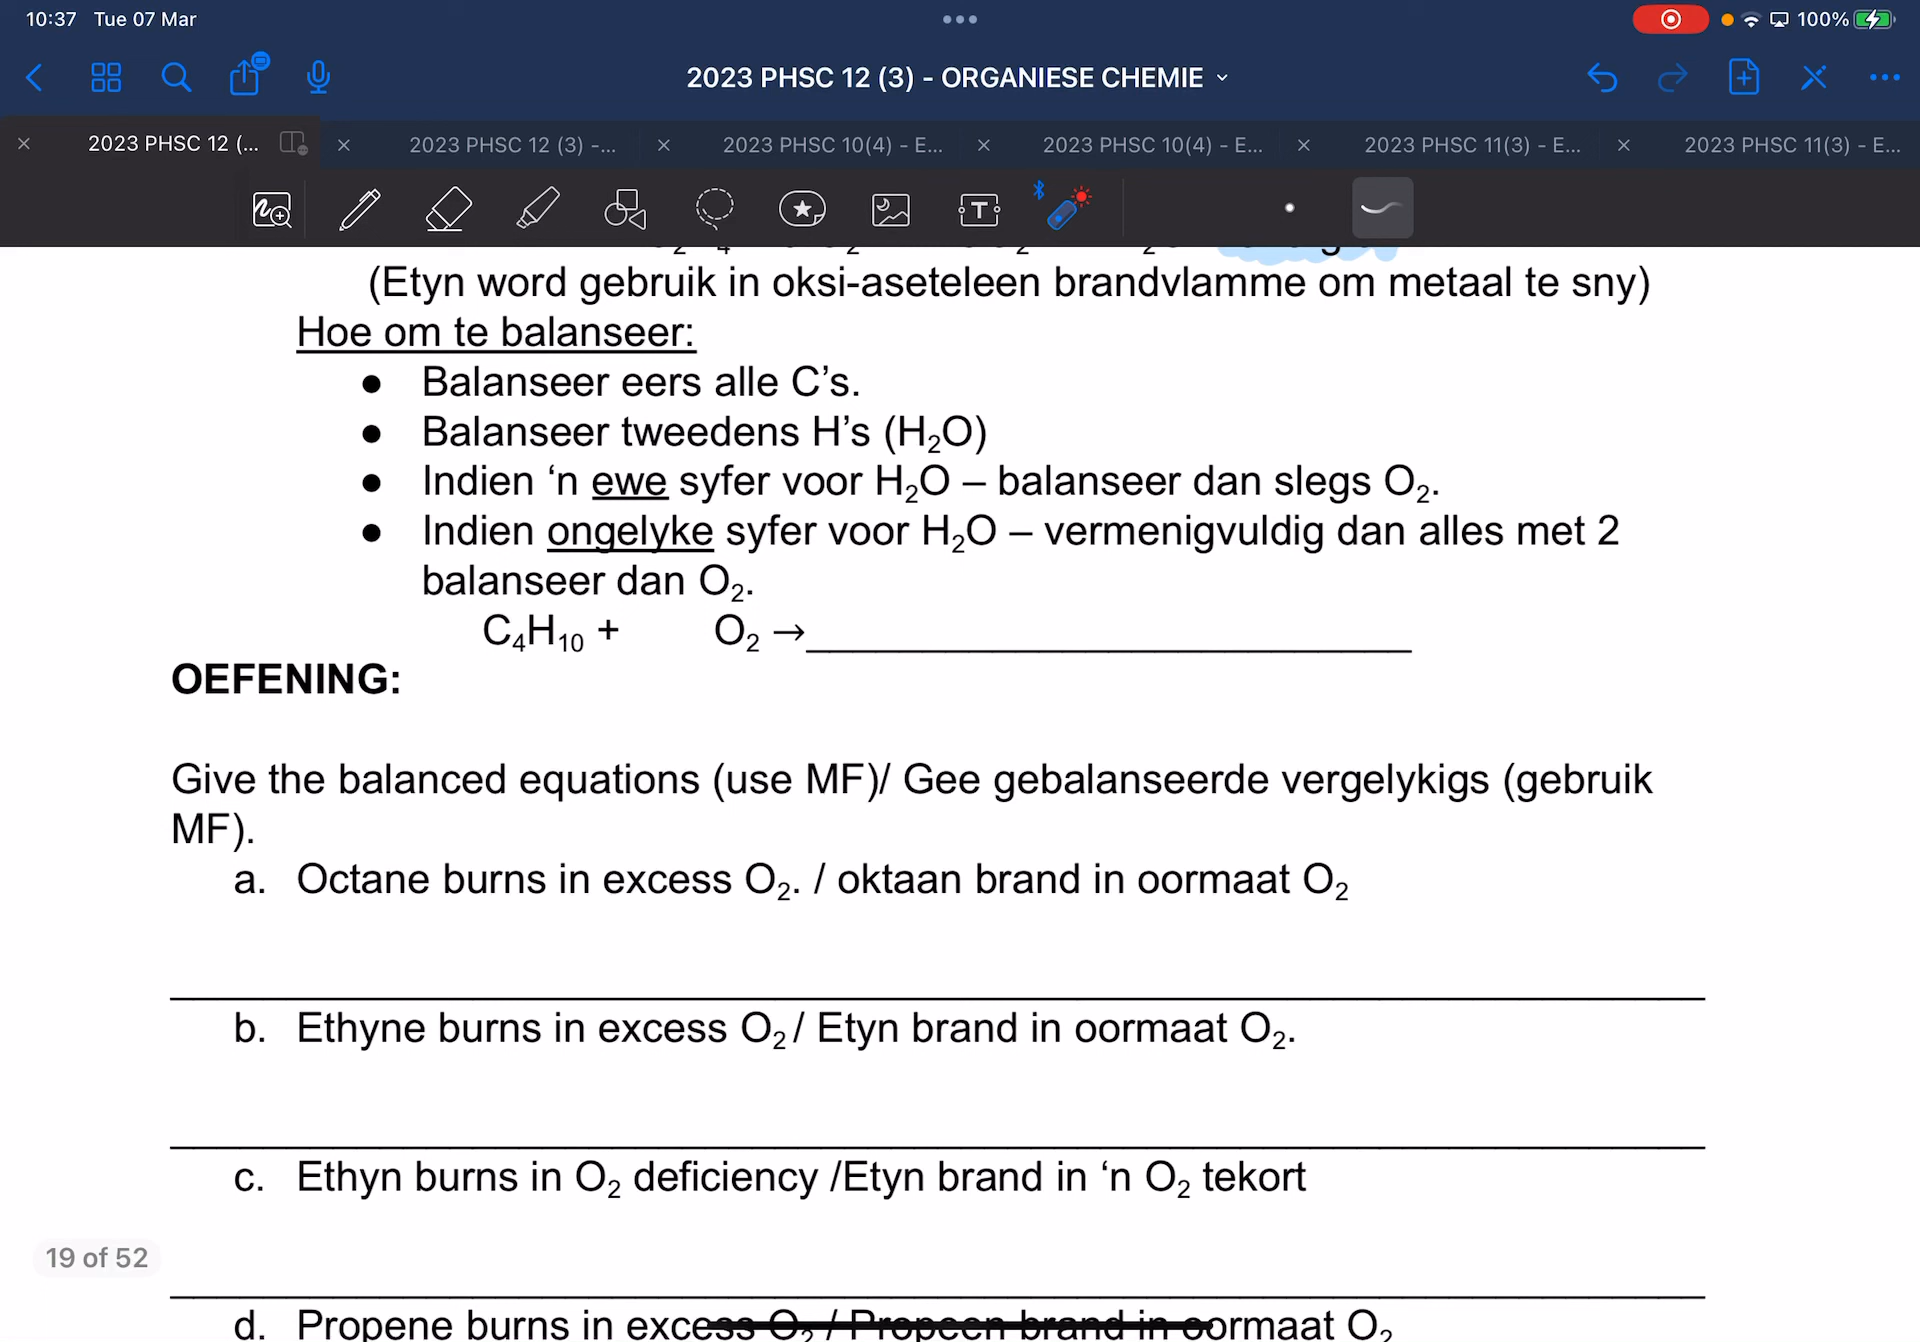 10:37 Tue 07 Mar
100%
2023 PHSC 12 (3) - ORGANIESE CHEMIE
2023 PHSC 12 (...
2023 PHSC 12 (3) -...
2023 PHSC 10(4) - E...
2023 PHSC 10(4) - E...
2023 PHSC 11(3) - E...
2023 PHSC 11(3) - E...
T
(Etyn word gebruik in oksi-aseteleen brandvlamme om metaal te sny)
Hoe om te balanseer:
● Balanseer eers alle C’s.
● Balanseer tweedens H’s (H₂O)
● Indien ‘n ewe syfer voor H₂O – balanseer dan slegs O₂.
● Indien ongelyke syfer voor H₂O – vermenigvuldig dan alles met 2
balanseer dan O₂.
C₄H₁₀ + O₂ →
OEFENING:
Give the balanced equations (use MF)/ Gee gebalanseerde vergelykigs (gebruik
MF).
a. Octane burns in excess O₂. / oktaan brand in oormaat O₂
b. Ethyne burns in excess O₂/ Etyn brand in oormaat O₂.
c. Ethyn burns in O₂ deficiency /Etyn brand in ‘n O₂ tekort
19 of 52
d. Propene burns in excess O₂ / Propeen brand in oormaat O₂